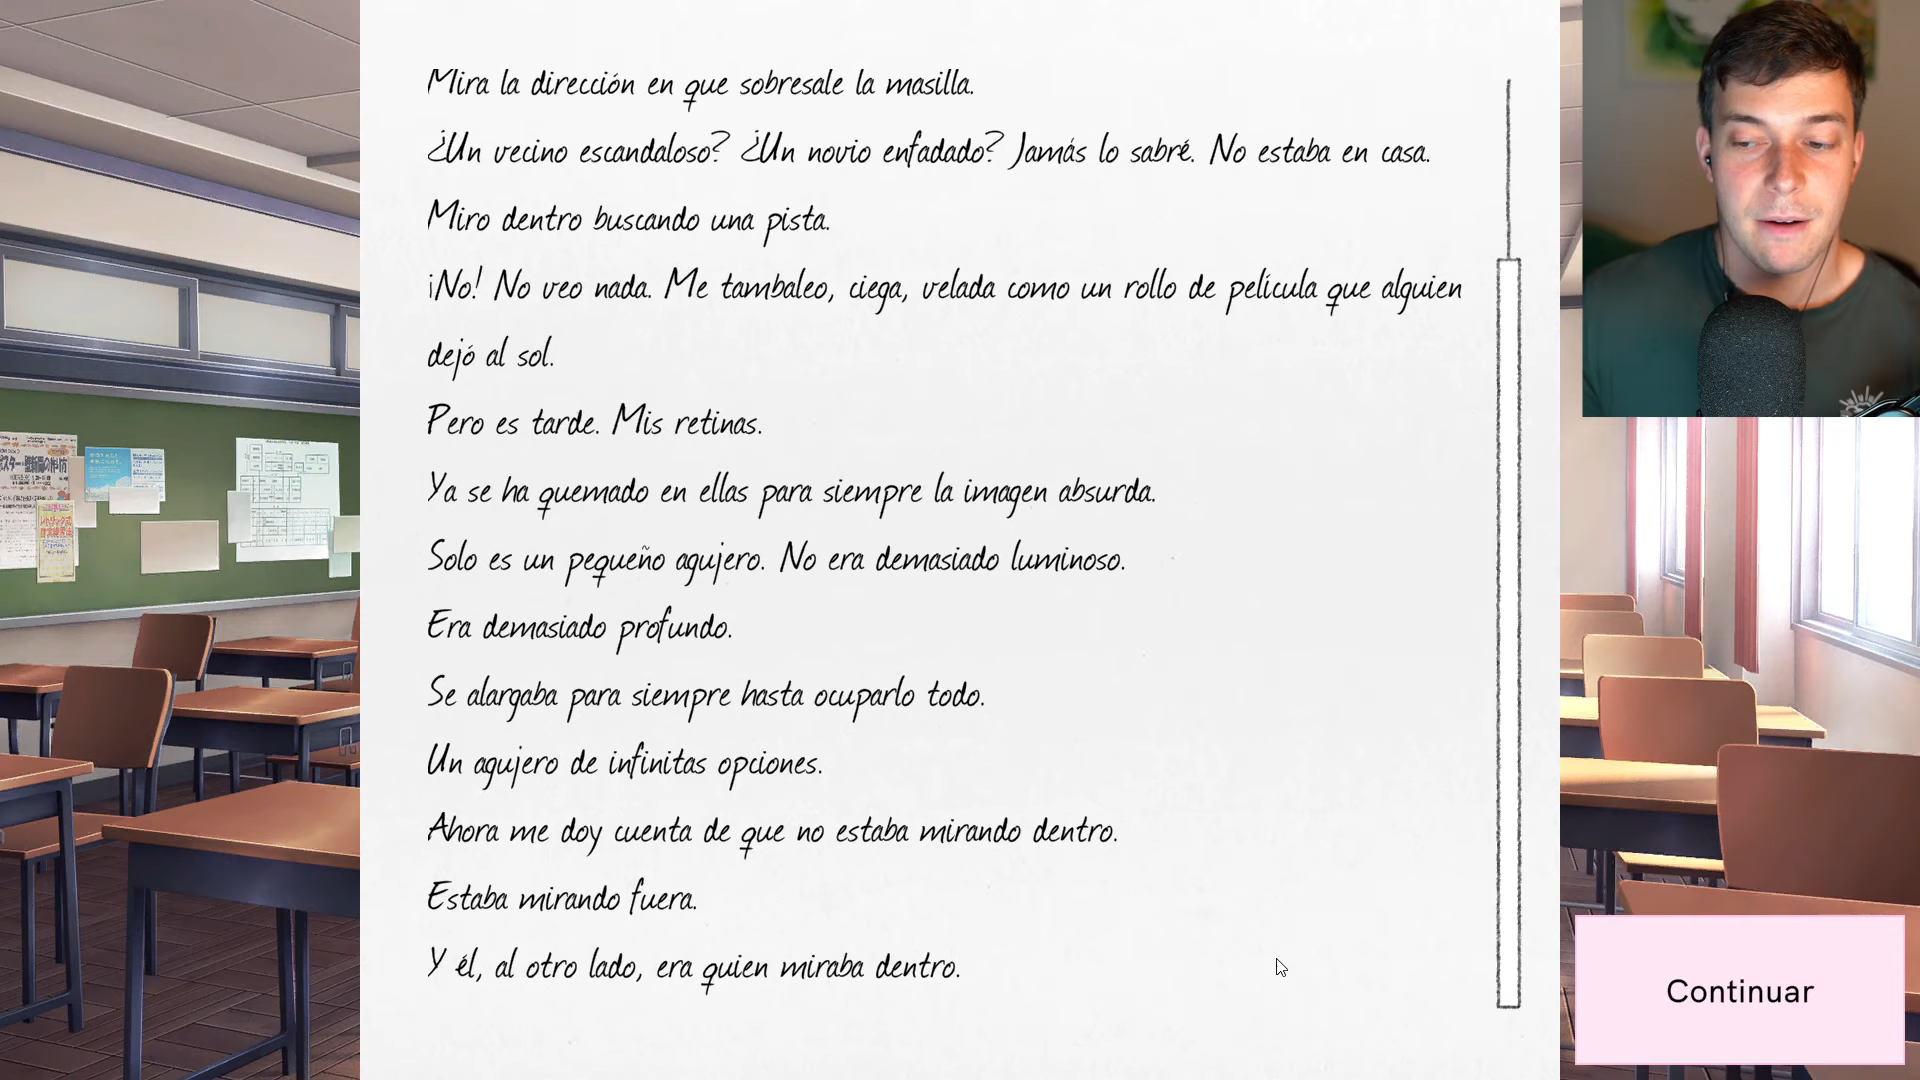 Mira la dirección en que sobresale la masilla.
¿Un vecino escandaloso? ¿Un novio enfadado? Jamás lo sabré. No estaba en casa.
Miro dentro buscando una pista.
¡No! No veo nada. Me tambaleo, ciega, velada como un rollo de película que alguien
dejó al sol.
Pero es tarde. Mis retinas.
Ya se ha quemado en ellas para siempre la imagen absurda.
Solo es un pequeño agujero. No era demasiado luminoso.
Era demasiado profundo.
Se alargaba para siempre hasta ocuparlo todo.
Un agujero de infinitas opciones.
Ahora me doy cuenta de que no estaba mirando dentro.
Estaba mirando fuera.
Y él, al otro lado, era quien miraba dentro.
Continuar